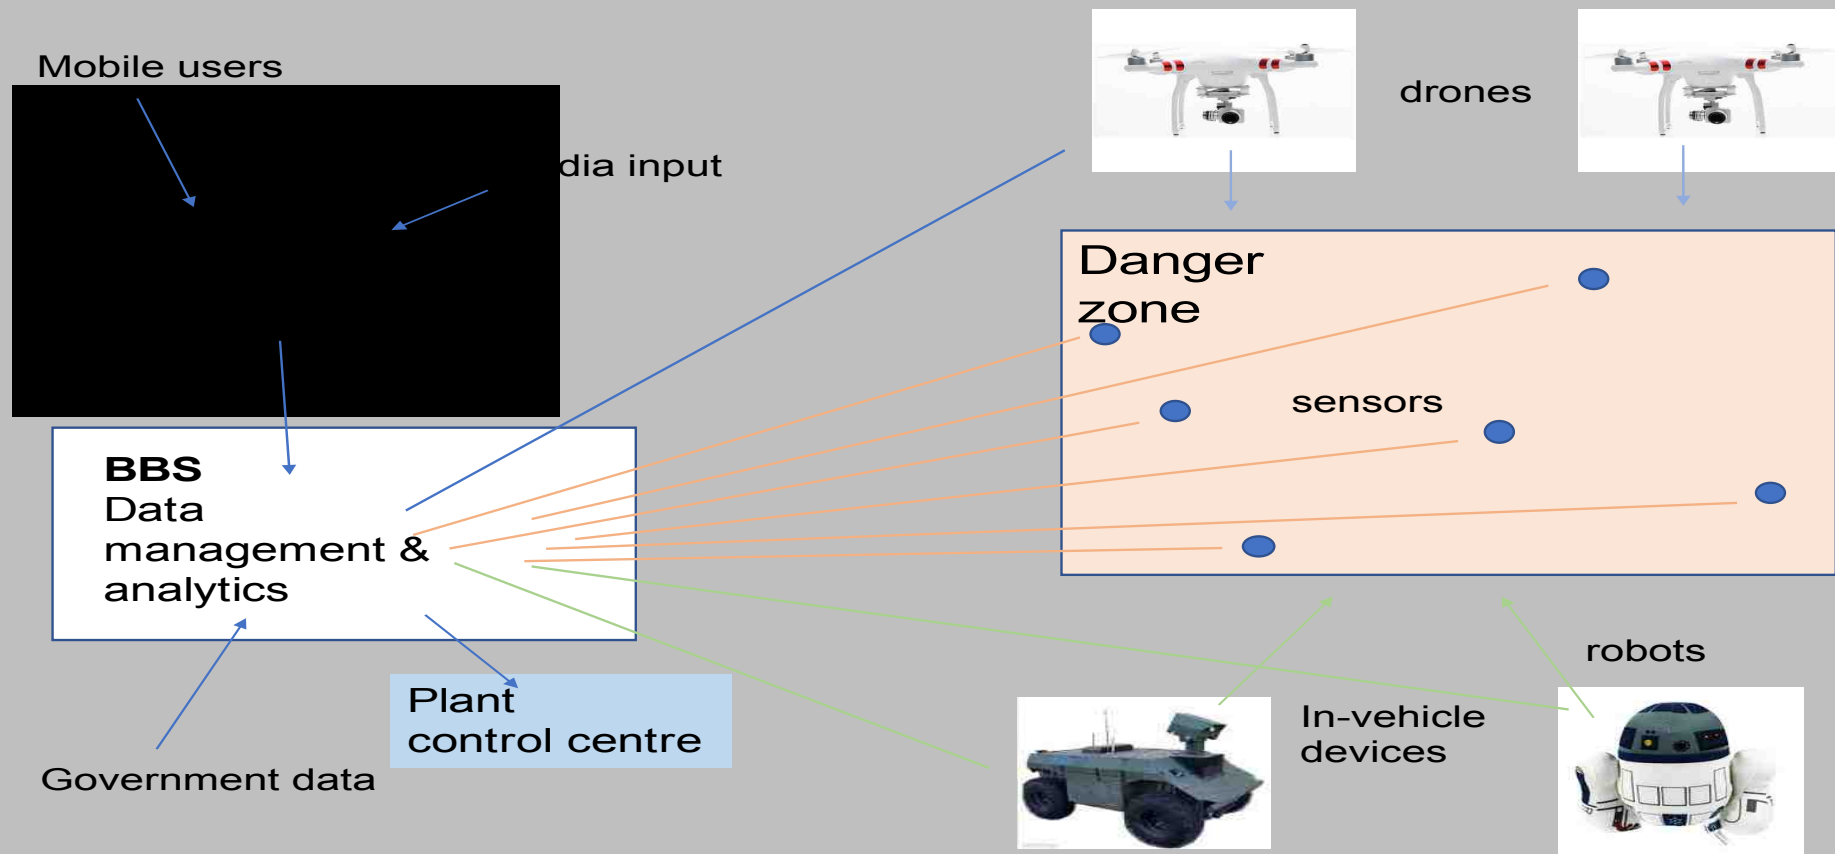 Mobile users
dia input
drones
Danger
zone
sensors
BBS
Data
management &
analytics
robots
Plant
control centre
In-vehicle
devices
Government data